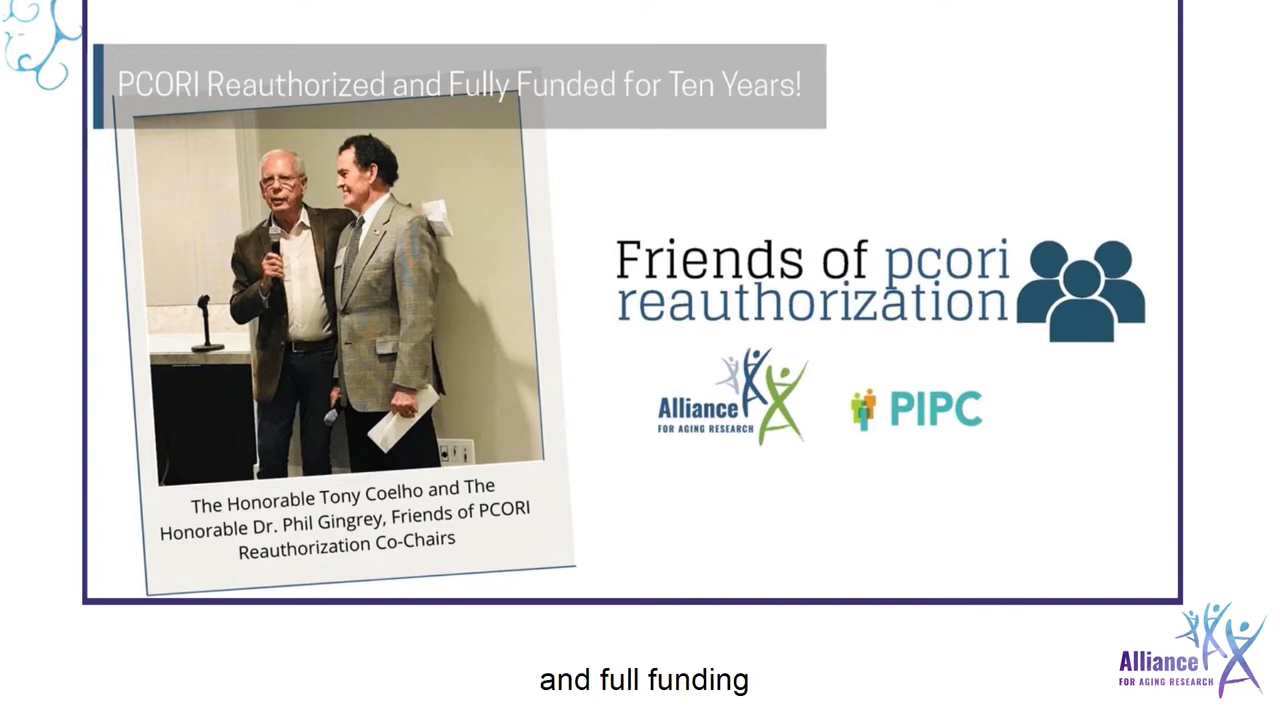 PCORI Reauthorized and Fully Funded for Ten Years!
The Honorable Tony Coelho and The
Honorable Dr. Phil Gingrey, Friends of PCORI
Reauthorization Co-Chairs
Friends of pcori
reauthorization
Alliance
FOR AGING RESEARCH
PIPC
and full funding
Alliance
FOR AGING RESEARCH